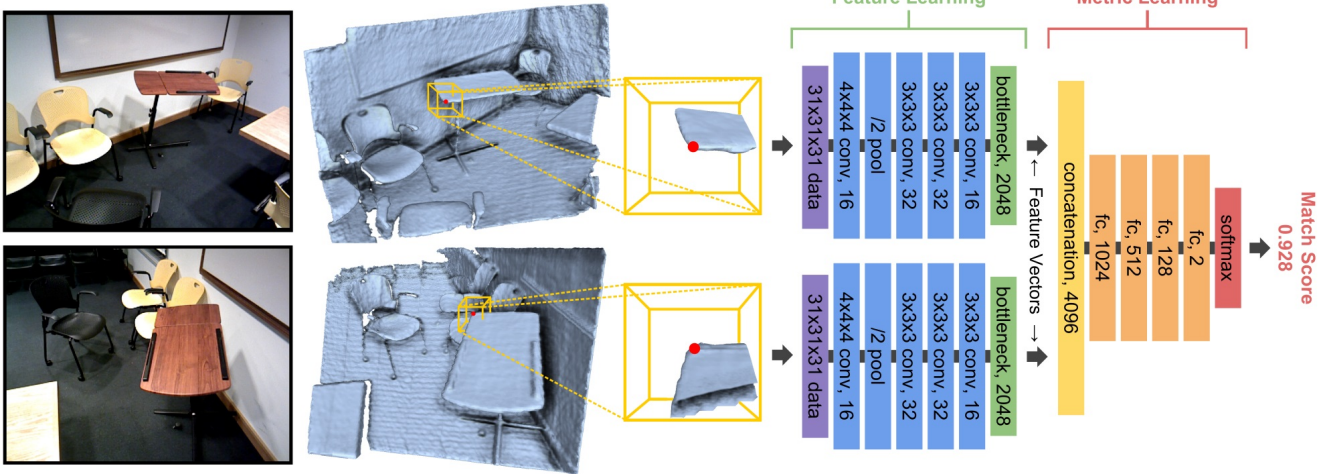 Feature Learning
Metric Learning
31x31x31 data
4x4x4 conv, 16
/2 pool
3x3x3 conv, 32
3x3x3 conv, 32
3x3x3 conv, 16
bottleneck, 2048
31x31x31 data
4x4x4 conv, 16
/2 pool
3x3x3 conv, 32
3x3x3 conv, 32
3x3x3 conv, 16
bottleneck, 2048
← Feature Vectors →
concatenation, 4096
fc, 1024
fc, 512
fc, 128
fc, 2
softmax
Match Score
0.928